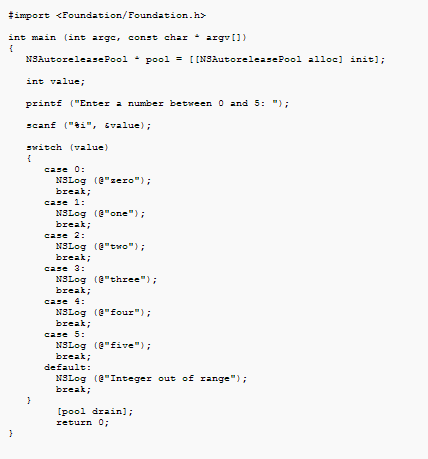 #import <Foundation/Foundation.h>
int main (int argc, const char * argv[])
{
NSAutoreleasePool * pool = [[NSAutoreleasePool alloc] init];
int value;
printf ("Enter a number between 0 and 5: ");
scanf ("%i", &value);
switch (value)
{
case 0:
NSLog (@"zero");
break;
case 1:
NSLog (@"one");
break;
case 2:
NSLog (@"two");
break;
case 3:
NSLog (@"three");
break;
case 4:
NSLog (@"four");
break;
case 5:
NSLog (@"five");
break;
default:
NSLog (@"Integer out of range");
break;
}
[pool drain];
return 0;
}